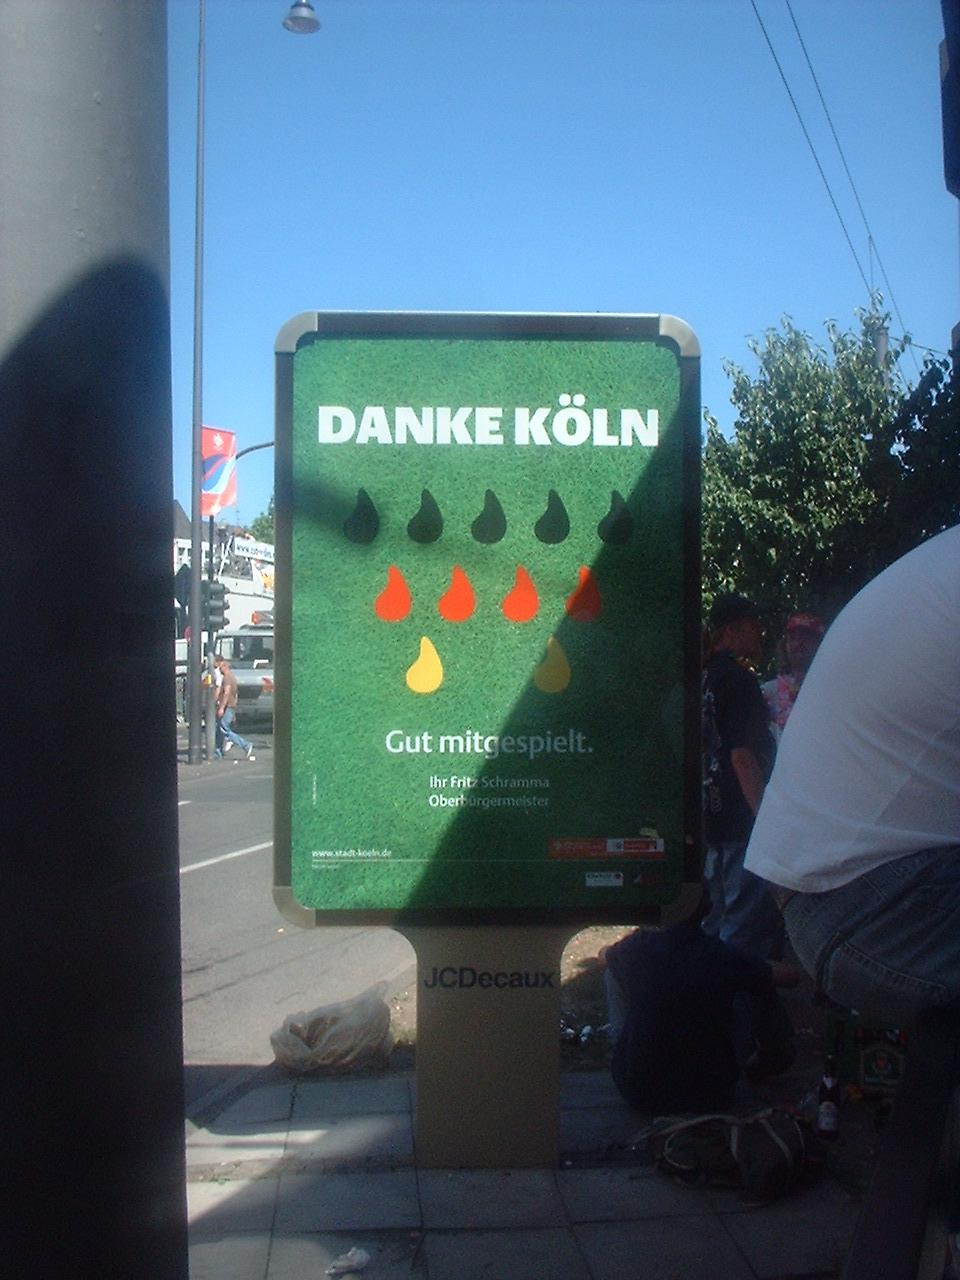 DANKE KÖLN
Gut mitgespielt.
Ihr Fritz Schramma
Oberbürgermeister
www.stadt-koeln.de
JCDecaux